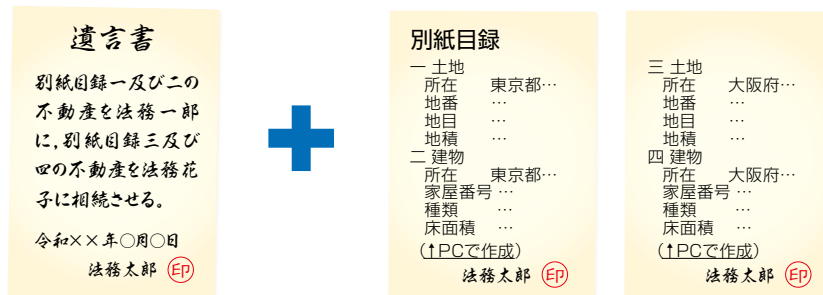 遺言書
別紙目録一及び二の
不動産を法務一郎
に,別紙目録三及び
四の不動産を法務花
子に相続させる。
令和××年○月○日
法務太郎 印
別紙目録
一 土地
所在 東京都…
地番 …
地目 …
地積 …
二 建物
所在 東京都…
家屋番号 …
種類 …
床面積 …
(↑PCで作成)
法務太郎 印
三 土地
所在 大阪府…
地番 …
地目 …
地積 …
四 建物
所在 大阪府…
家屋番号 …
種類 …
床面積 …
(↑PCで作成)
法務太郎 印